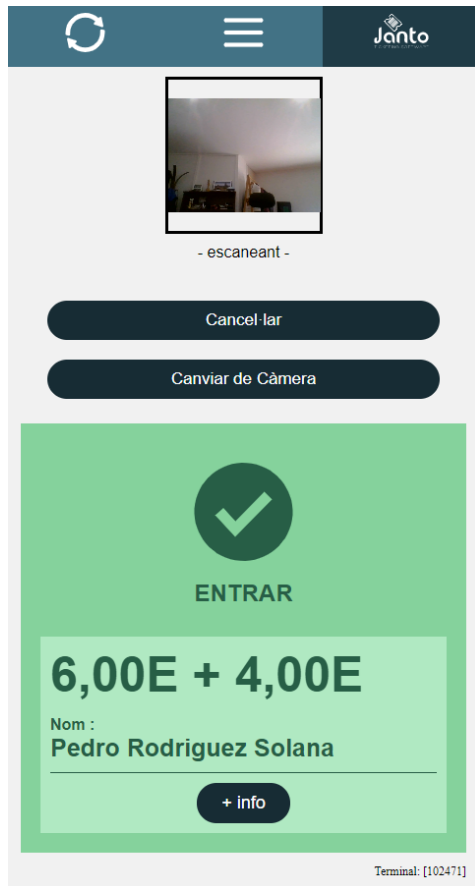 Janto
- escaneant -
Cancel·lar
Canviar de Càmera
ENTRAR
6,00E + 4,00E
Nom :
Pedro Rodriguez Solana
+ info
Terminal: [102471]